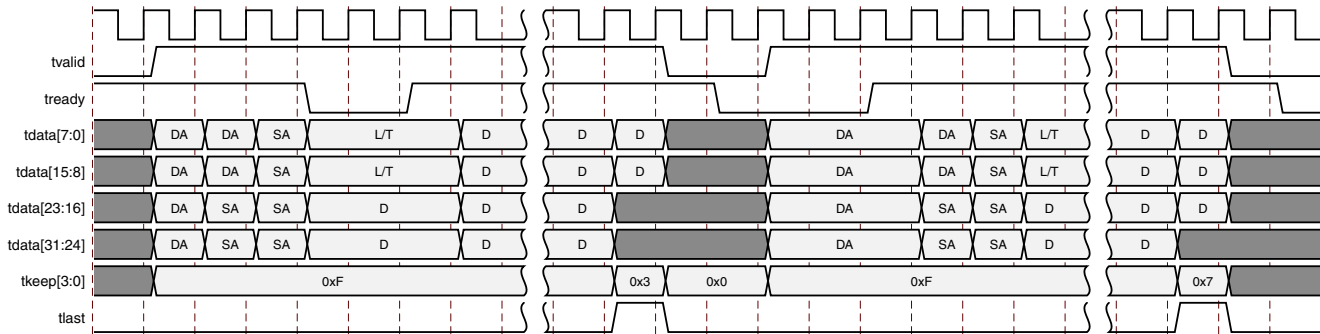 tvalid
tready
tdata[7:0] DA DA SA L/T D D D DA DA SA L/T D D
tdata[15:8] DA DA SA L/T D D D DA DA SA L/T D D
tdata[23:16] DA SA SA D D D DA SA SA D D D
tdata[31:24] DA SA SA D D D DA SA SA D D
tkeep[3:0] 0xF 0x3 0x0 0xF 0x7
tlast